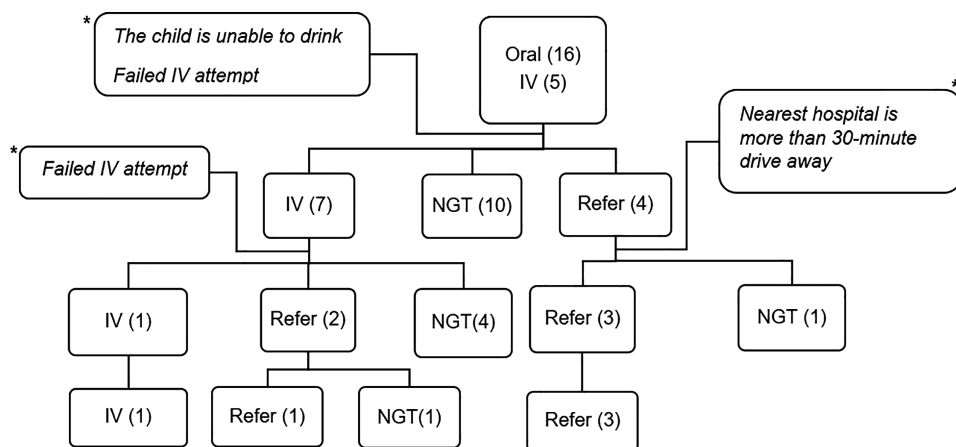 *
The child is unable to drink
Failed IV attempt
Oral (16)
IV (5)
*
Nearest hospital is
more than 30-minute
drive away
*
Failed IV attempt
IV (7)
NGT (10)
Refer (4)
IV (1)
Refer (2)
NGT(4)
Refer (3)
NGT (1)
IV (1)
Refer (1)
NGT(1)
Refer (3)